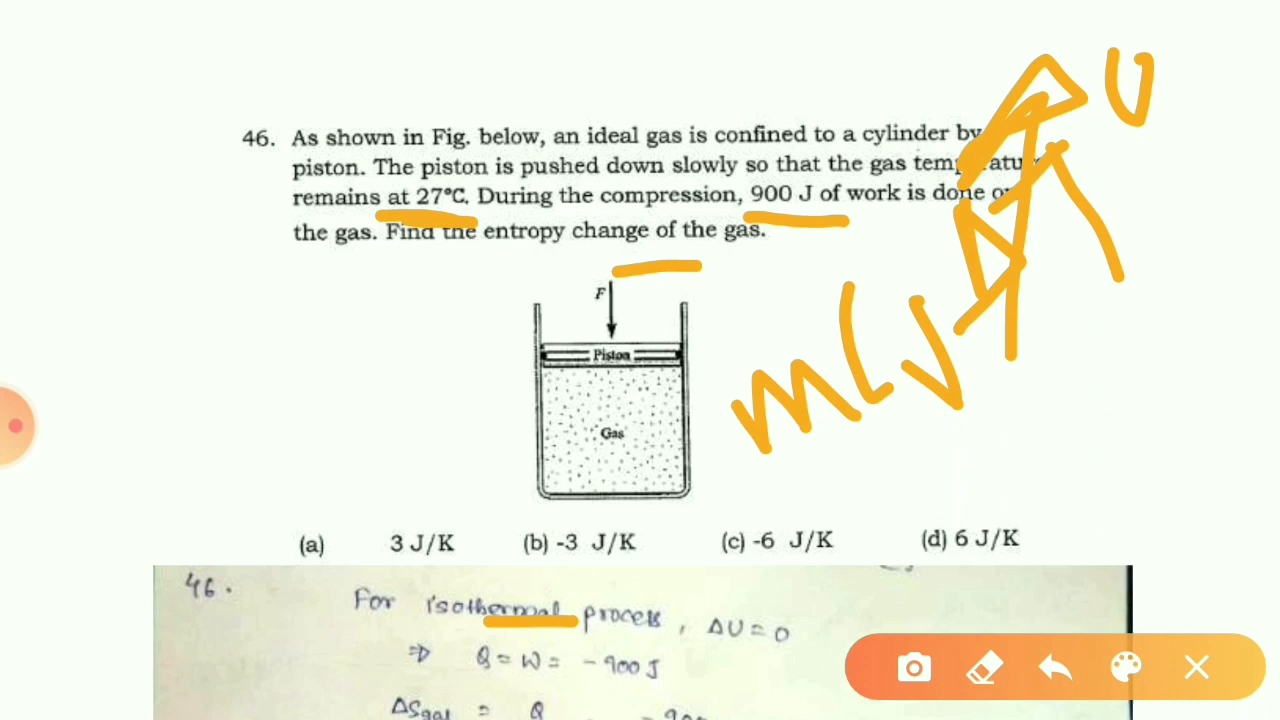 46. As shown in Fig. below, an ideal gas is confined to a cylinder by
piston. The piston is pushed down slowly so that the gas
remains at 27°C. During the compression, 900 J of work is done
the gas. Find the entropy change of the gas.
F
Piston
Gas
(a) 3 J/K (b) -3 J/K (c) -6 J/K (d) 6 J/K
mCv
0
46.
For isothermal process, ΔU = 0
⇒ Q = W = -900 J
ΔSgas = Q